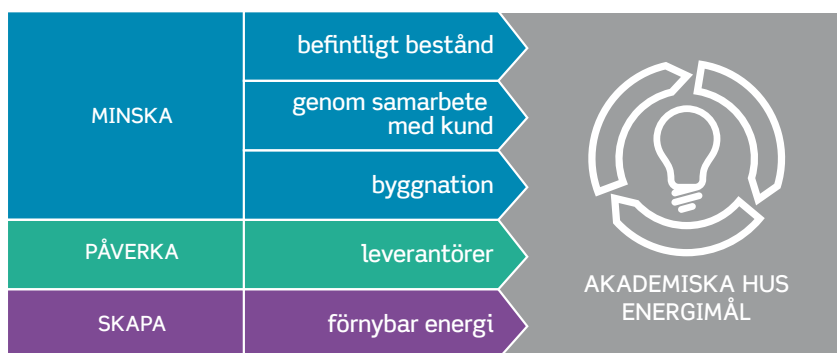 MINSKA
befintligt bestånd
genom samarbete
med kund
byggnation
PÅVERKA
leverantörer
SKAPA
förnybar energi
AKADEMISKA HUS
ENERGIMÅL